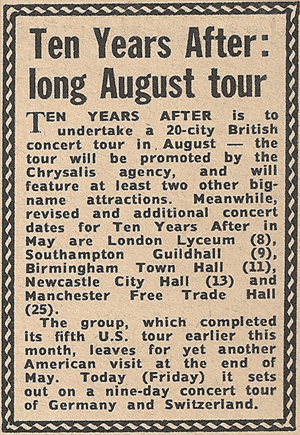 Ten Years After:
long August tour
TEN YEARS AFTER is to
undertake a 20-city British
concert tour in August — the
tour will be promoted by the
Chrysalis agency, and will
feature at least two other big-
name attractions. Meanwhile,
revised and additional concert
dates for Ten Years After in
May are London Lyceum (8),
Southampton Guildhall (9),
Birmingham Town Hall (11),
Newcastle City Hall (13) and
Manchester Free Trade Hall
(25).
The group, which completed
its fifth U.S. tour earlier this
month, leaves for yet another
American visit at the end of
May. Today (Friday) it sets
out on a nine-day concert tour
of Germany and Switzerland.